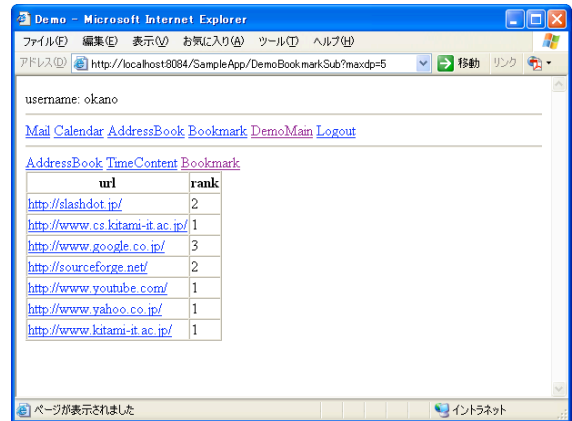 Demo - Microsoft Internet Explorer
ファイル(F) 編集(E) 表示(V) お気に入り(A) ツール(T) ヘルプ(H)
アドレス(D) http://localhost:8084/SampleApp/DemoBookmarkSub?maxdp=5 移動 リンク
username: okano
Mail Calendar AddressBook Bookmark DemoMain Logout
AddressBook TimeContent Bookmark
url rank
http://slashdot.jp/ 2
http://www.cs.kitami-it.ac.jp/ 1
http://www.google.co.jp/ 3
http://sourceforge.net/ 2
http://www.youtube.com/ 1
http://www.yahoo.co.jp/ 1
http://www.kitami-it.ac.jp/ 1
ページが表示されました イントラネット